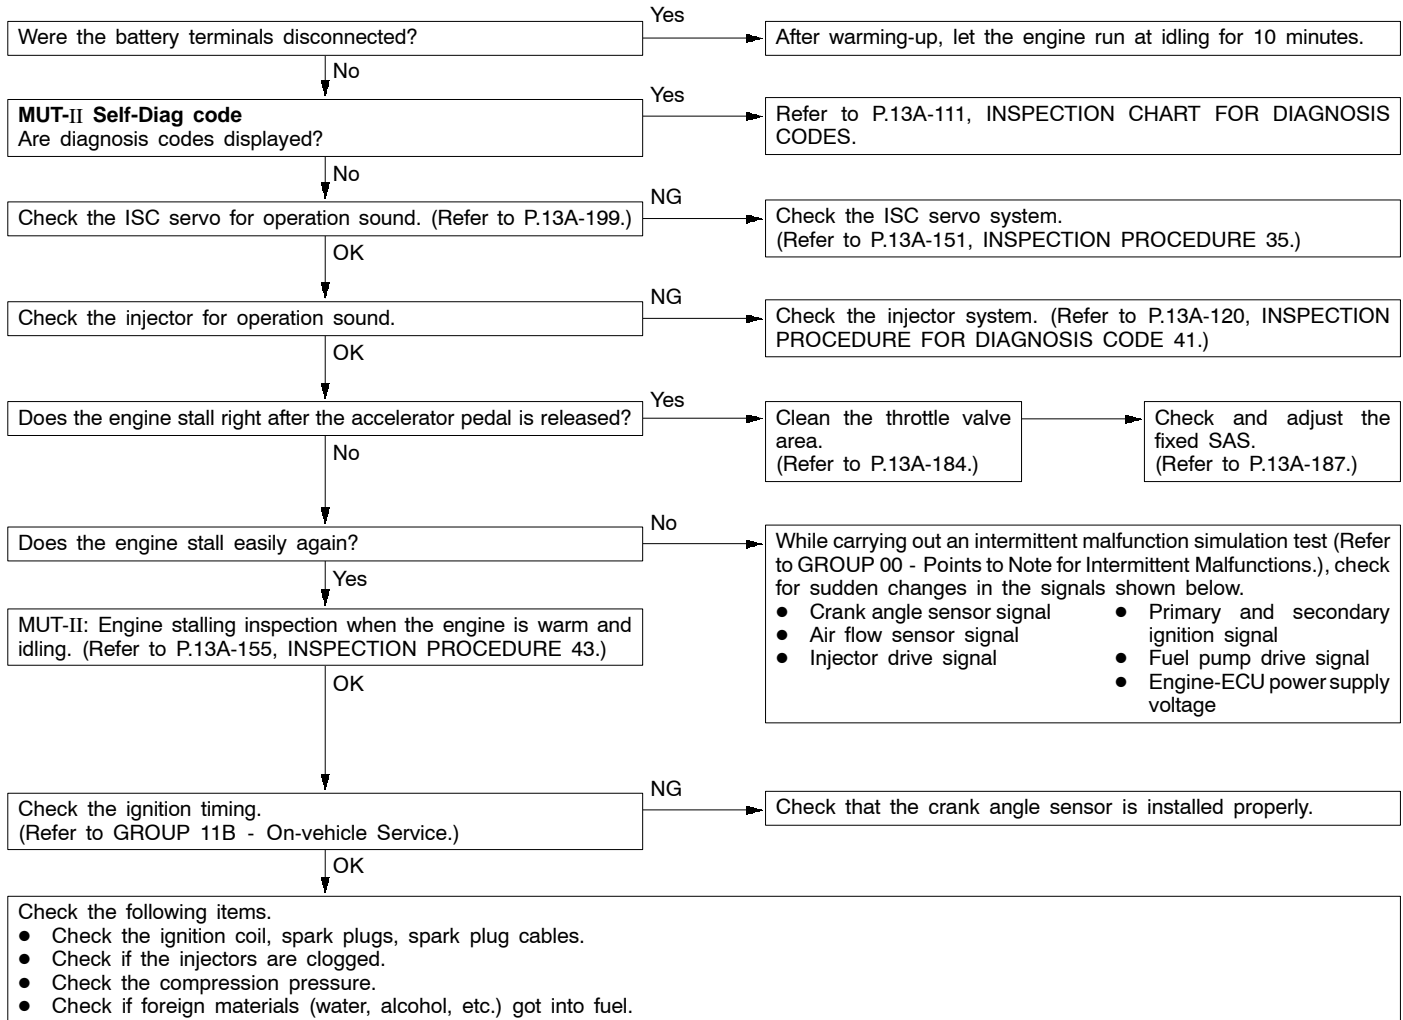 Were the battery terminals disconnected?
Yes
After warming-up, let the engine run at idling for 10 minutes.
No
MUT-II Self-Diag code
Are diagnosis codes displayed?
Yes
Refer to P.13A-111, INSPECTION CHART FOR DIAGNOSIS
CODES.
No
Check the ISC servo for operation sound. (Refer to P.13A-199.)
NG
Check the ISC servo system.
(Refer to P.13A-151, INSPECTION PROCEDURE 35.)
OK
Check the injector for operation sound.
NG
Check the injector system. (Refer to P.13A-120, INSPECTION
PROCEDURE FOR DIAGNOSIS CODE 41.)
OK
Does the engine stall right after the accelerator pedal is released?
Yes
Clean the throttle valve
area.
(Refer to P.13A-184.)
Check and adjust the
fixed SAS.
(Refer to P.13A-187.)
No
Does the engine stall easily again?
No
While carrying out an intermittent malfunction simulation test (Refer
to GROUP 00 - Points to Note for Intermittent Malfunctions.), check
for sudden changes in the signals shown below.
● Crank angle sensor signal
● Air flow sensor signal
● Injector drive signal
● Primary and secondary
ignition signal
● Fuel pump drive signal
● Engine-ECU power supply
voltage
Yes
MUT-II: Engine stalling inspection when the engine is warm and
idling. (Refer to P.13A-155, INSPECTION PROCEDURE 43.)
OK
Check the ignition timing.
(Refer to GROUP 11B - On-vehicle Service.)
NG
Check that the crank angle sensor is installed properly.
OK
Check the following items.
● Check the ignition coil, spark plugs, spark plug cables.
● Check if the injectors are clogged.
● Check the compression pressure.
● Check if foreign materials (water, alcohol, etc.) got into fuel.